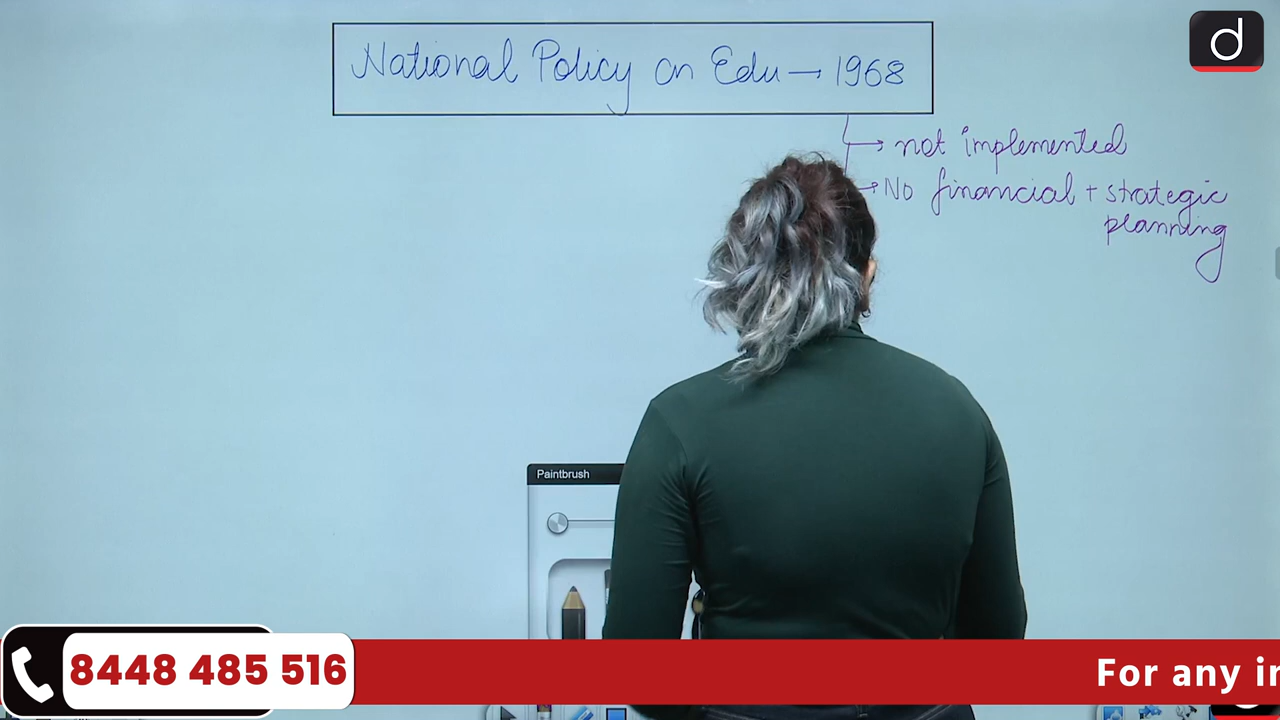 National Policy on Edu → 1968
d
→ not implemented
→ No financial + strategic
planning
Paintbrush
8448 485 516
For any in